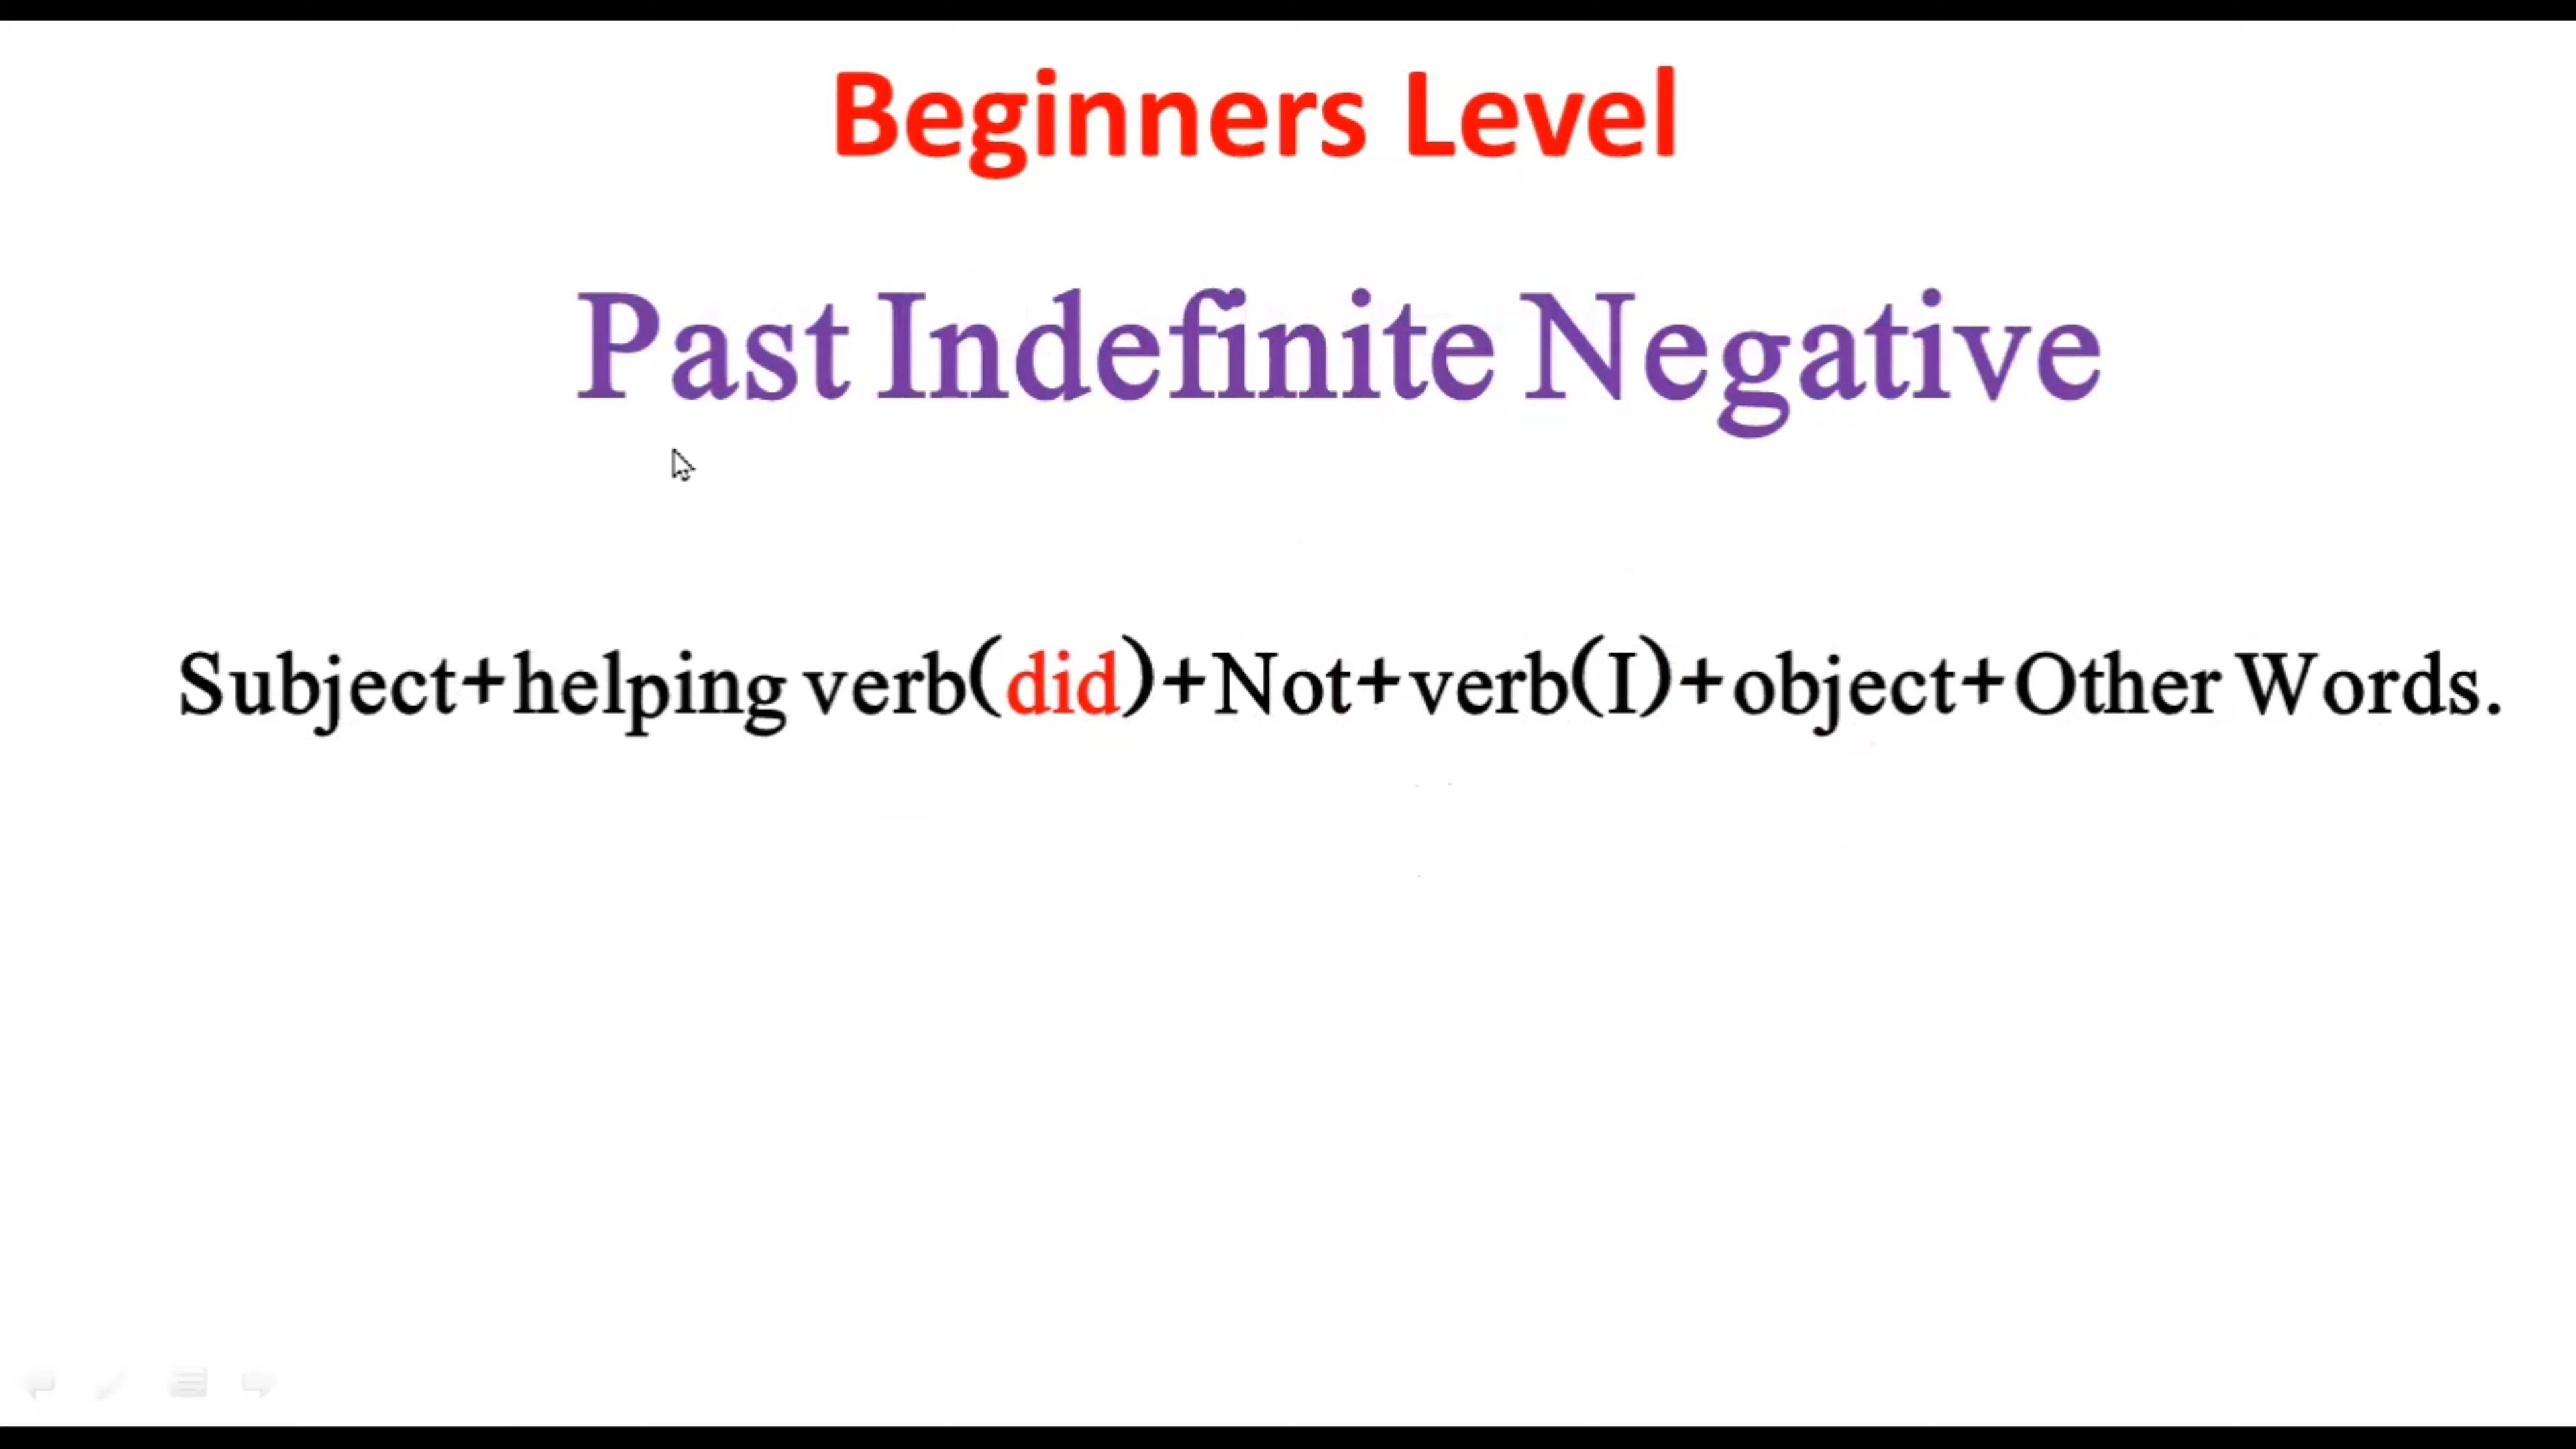 Beginners Level
Past Indefinite Negative
Subject+helping verb(did)+Not+verb(I)+object+Other Words.